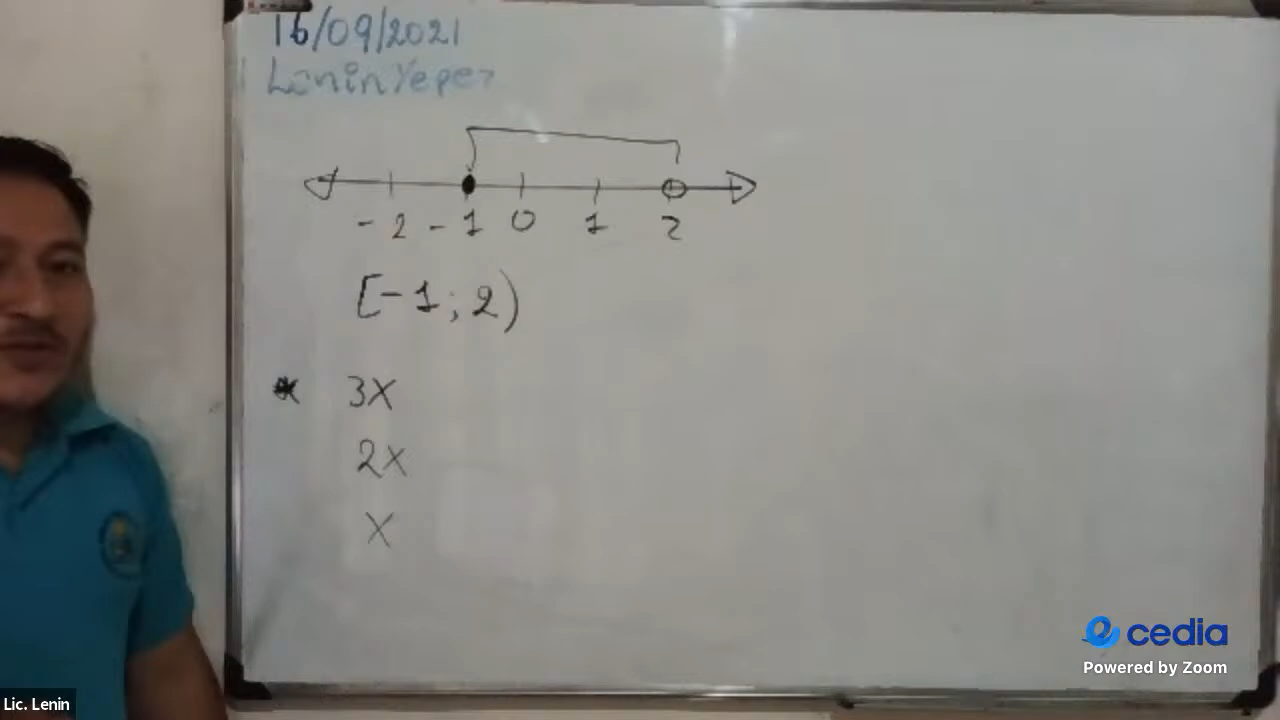 16/09/2021
Lenin Yepez
-2 -1 0 1 2
[-1; 2)
* 3X
2X
X
cedia
Powered by Zoom
Lic. Lenin